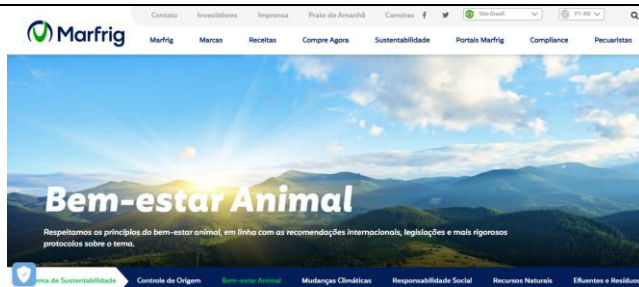 Contato Investidores Imprensa Prato do Amanhã Carreiras Site Brasil PT-BR
Marfrig
Marfrig Marcas Receitas Compre Agora Sustentabilidade Portais Marfrig Compliance Pecuaristas
Bem-estar Animal
Respeitamos os princípios do bem-estar animal, em linha com as recomendações internacionais, legislações e mais rigorosos
protocolos sobre o tema.
de Sustentabilidade Controle de Origem Bem-estar Animal Mudanças Climáticas Responsabilidade Social Recursos Naturais Efluentes e Resíduos